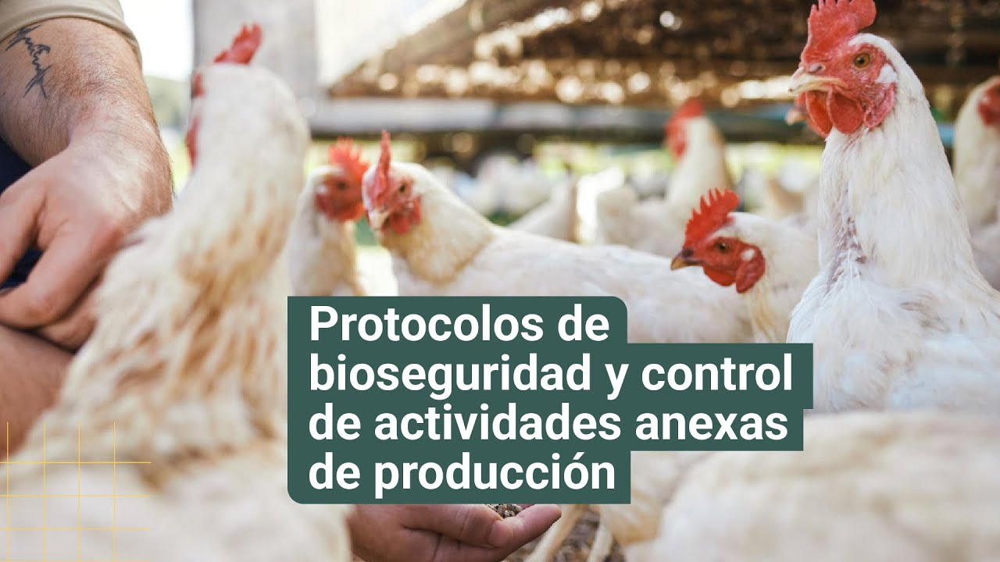 Protocolos de
bioseguridad y control
de actividades anexas
de producción